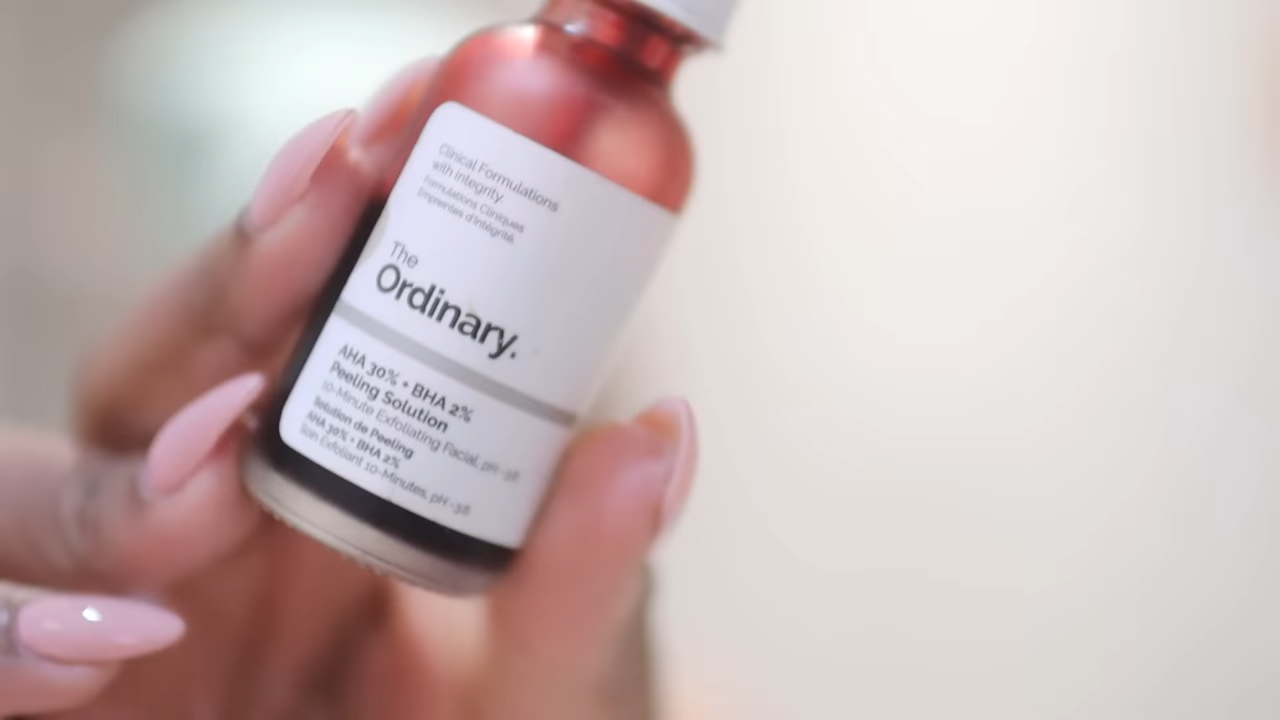 Clinical Formulations
with Integrity.
Formulations Cliniques
Empreintes d'Intégrité.
The
Ordinary.
AHA 30% + BHA 2%
Peeling Solution
10-Minute Exfoliating Facial, pH ~3.6
Solution de Peeling
AHA 30% + BHA 2%
Soin Exfoliant 10-Minutes, pH ~3.6